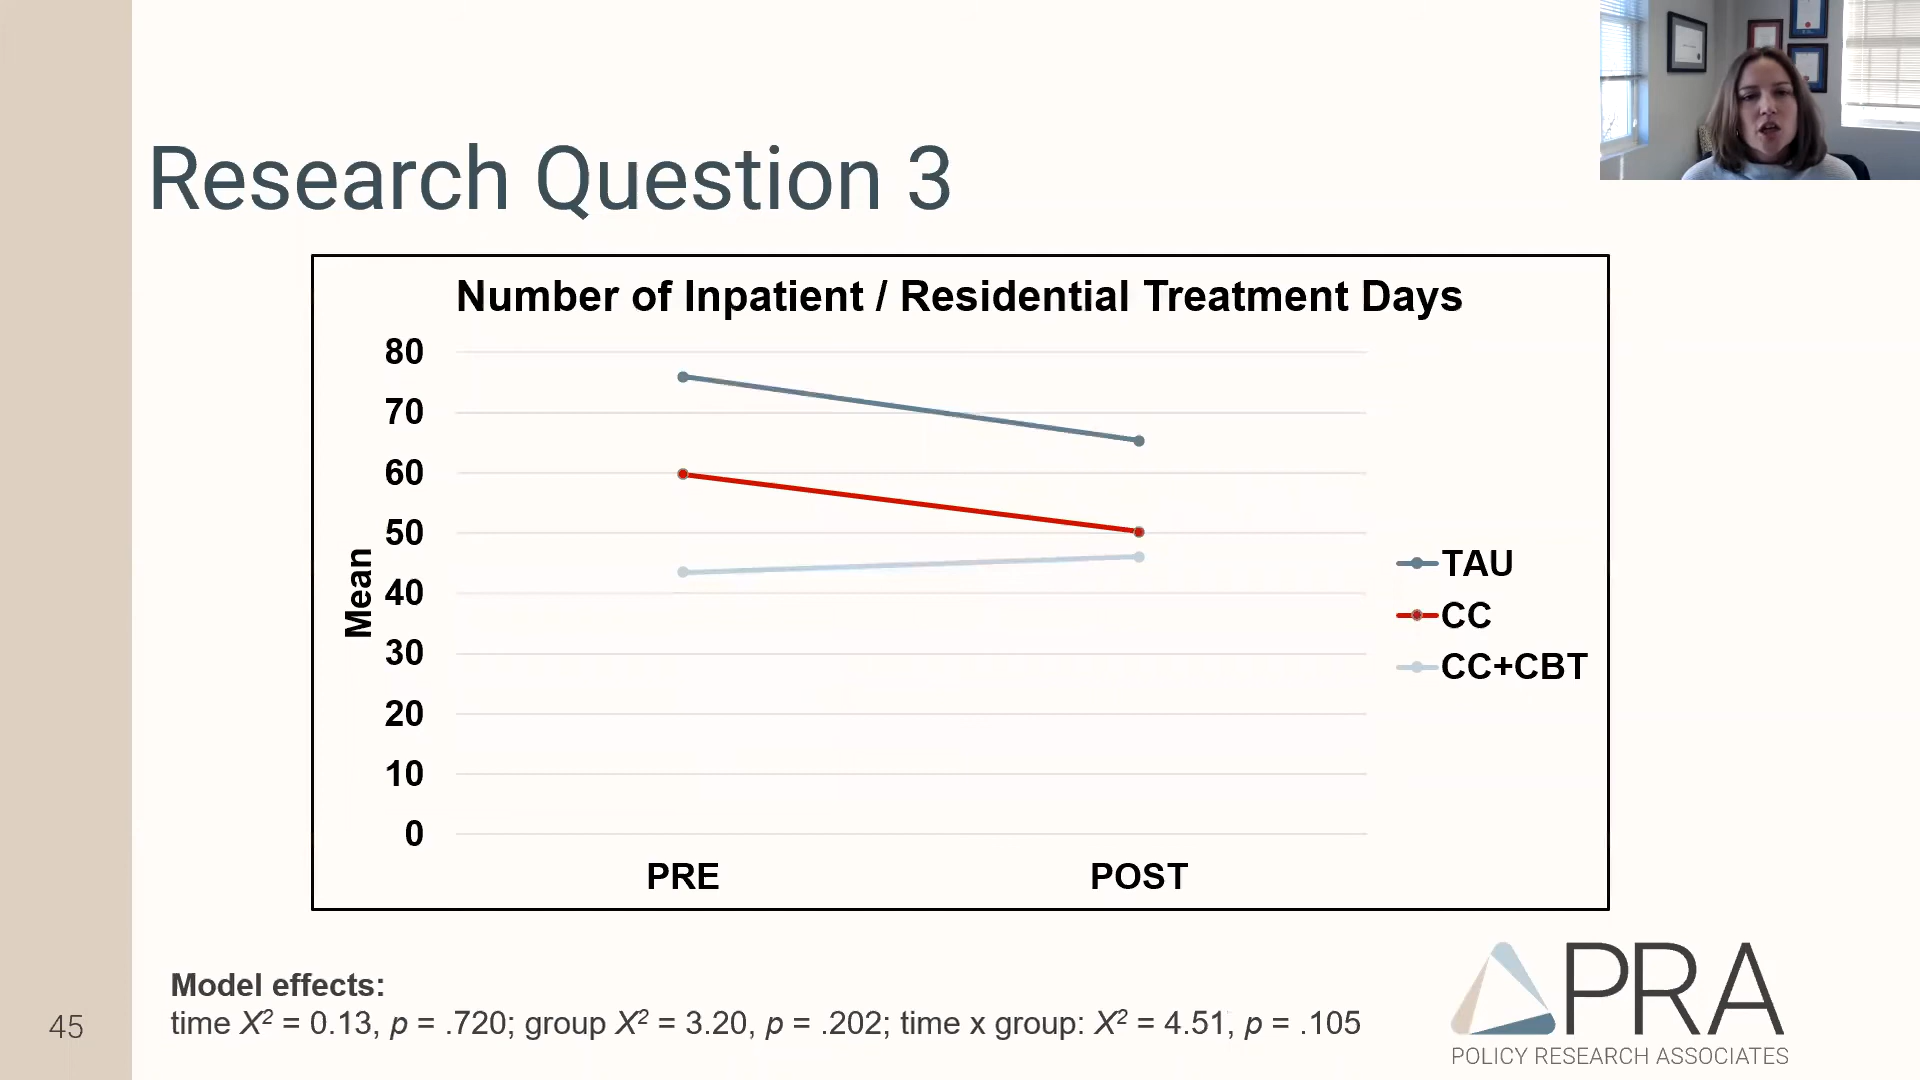 Research Question 3
Number of Inpatient / Residential Treatment Days
80
70
60
50
40
30
20
10
0
Mean
PRE
POST
TAU
CC
CC+CBT
Model effects:
time X² = 0.13, p = .720; group X² = 3.20, p = .202; time x group: X² = 4.51, p = .105
45
PRA
POLICY RESEARCH ASSOCIATES